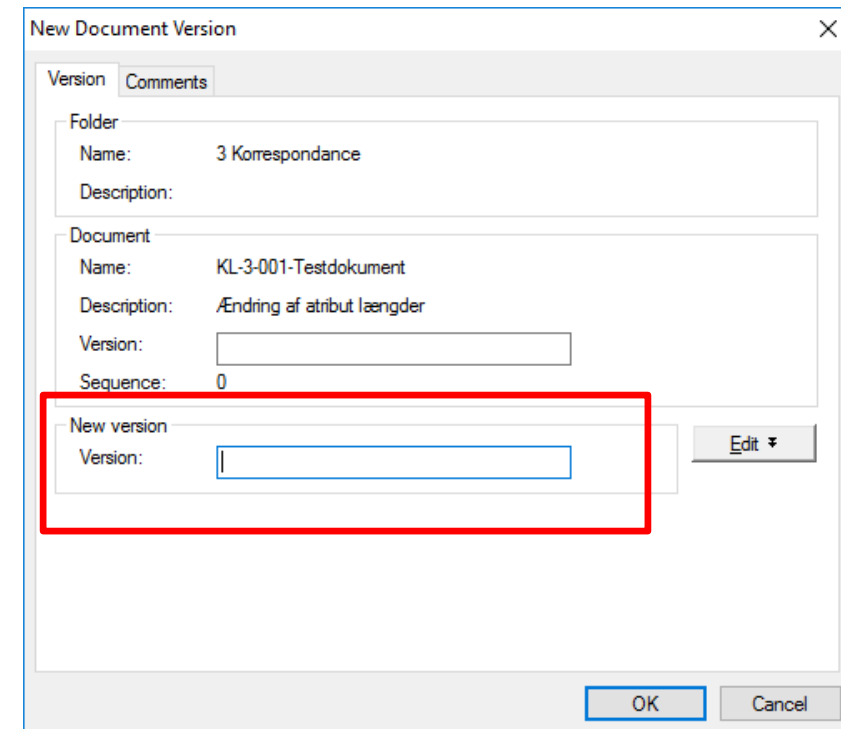 New Document Version
Version Comments
Folder
Name: 3 Korrespondance
Description:
Document
Name: KL-3-001-Testdokument
Description: Ændring af atribut længder
Version:
Sequence: 0
New version
Version:
Edit
OK Cancel